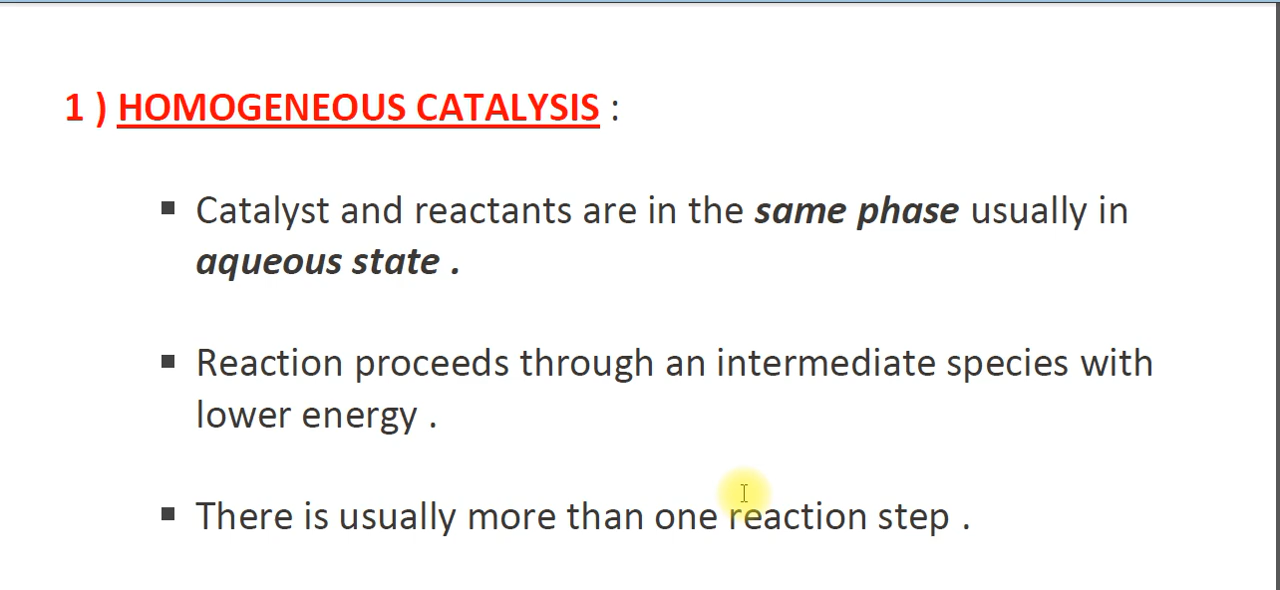 1 ) HOMOGENEOUS CATALYSIS :
▪ Catalyst and reactants are in the same phase usually in
aqueous state .
▪ Reaction proceeds through an intermediate species with
lower energy .
▪ There is usually more than one reaction step .